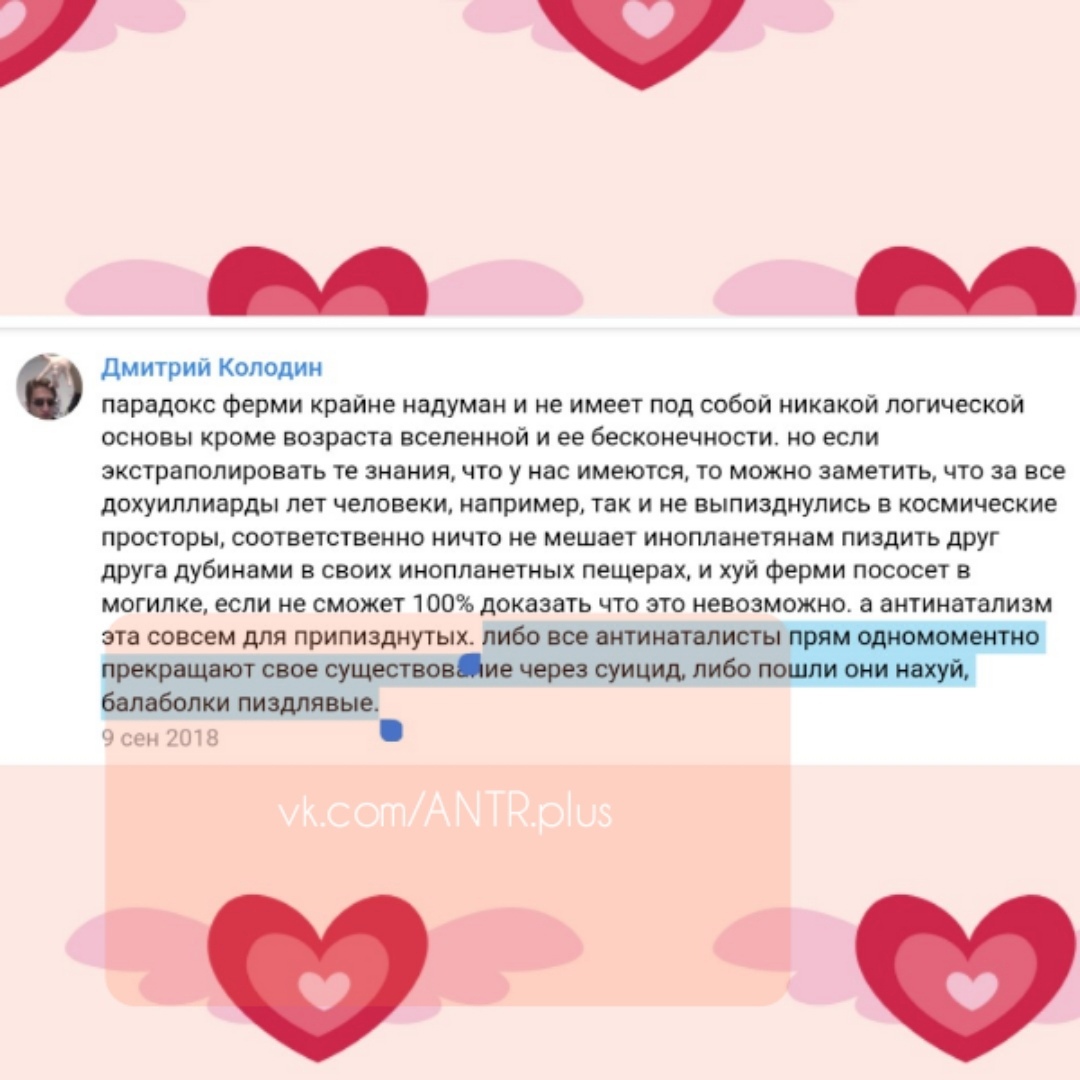 Дмитрий Колодин
парадокс ферми крайне надуман и не имеет под собой никакой логической
основы кроме возраста вселенной и ее бесконечности. но если
экстраполировать те знания, что у нас имеются, то можно заметить, что за все
дохуиллиарды лет человеки, например, так и не выпизднулись в космические
просторы, соответственно ничто не мешает инопланетянам пиздить друг
друга дубинами в своих инопланетных пещерах, и хуй ферми пососет в
могилке, если не сможет 100% доказать что это невозможно. а антинатализм
эта совсем для припизднутых. либо все антинаталисты прям одномоментно
прекращают свое существование через суицид, либо пошли они нахуй,
балаболки пиздлявые.
9 сен 2018
vk.com/ANTR.plus